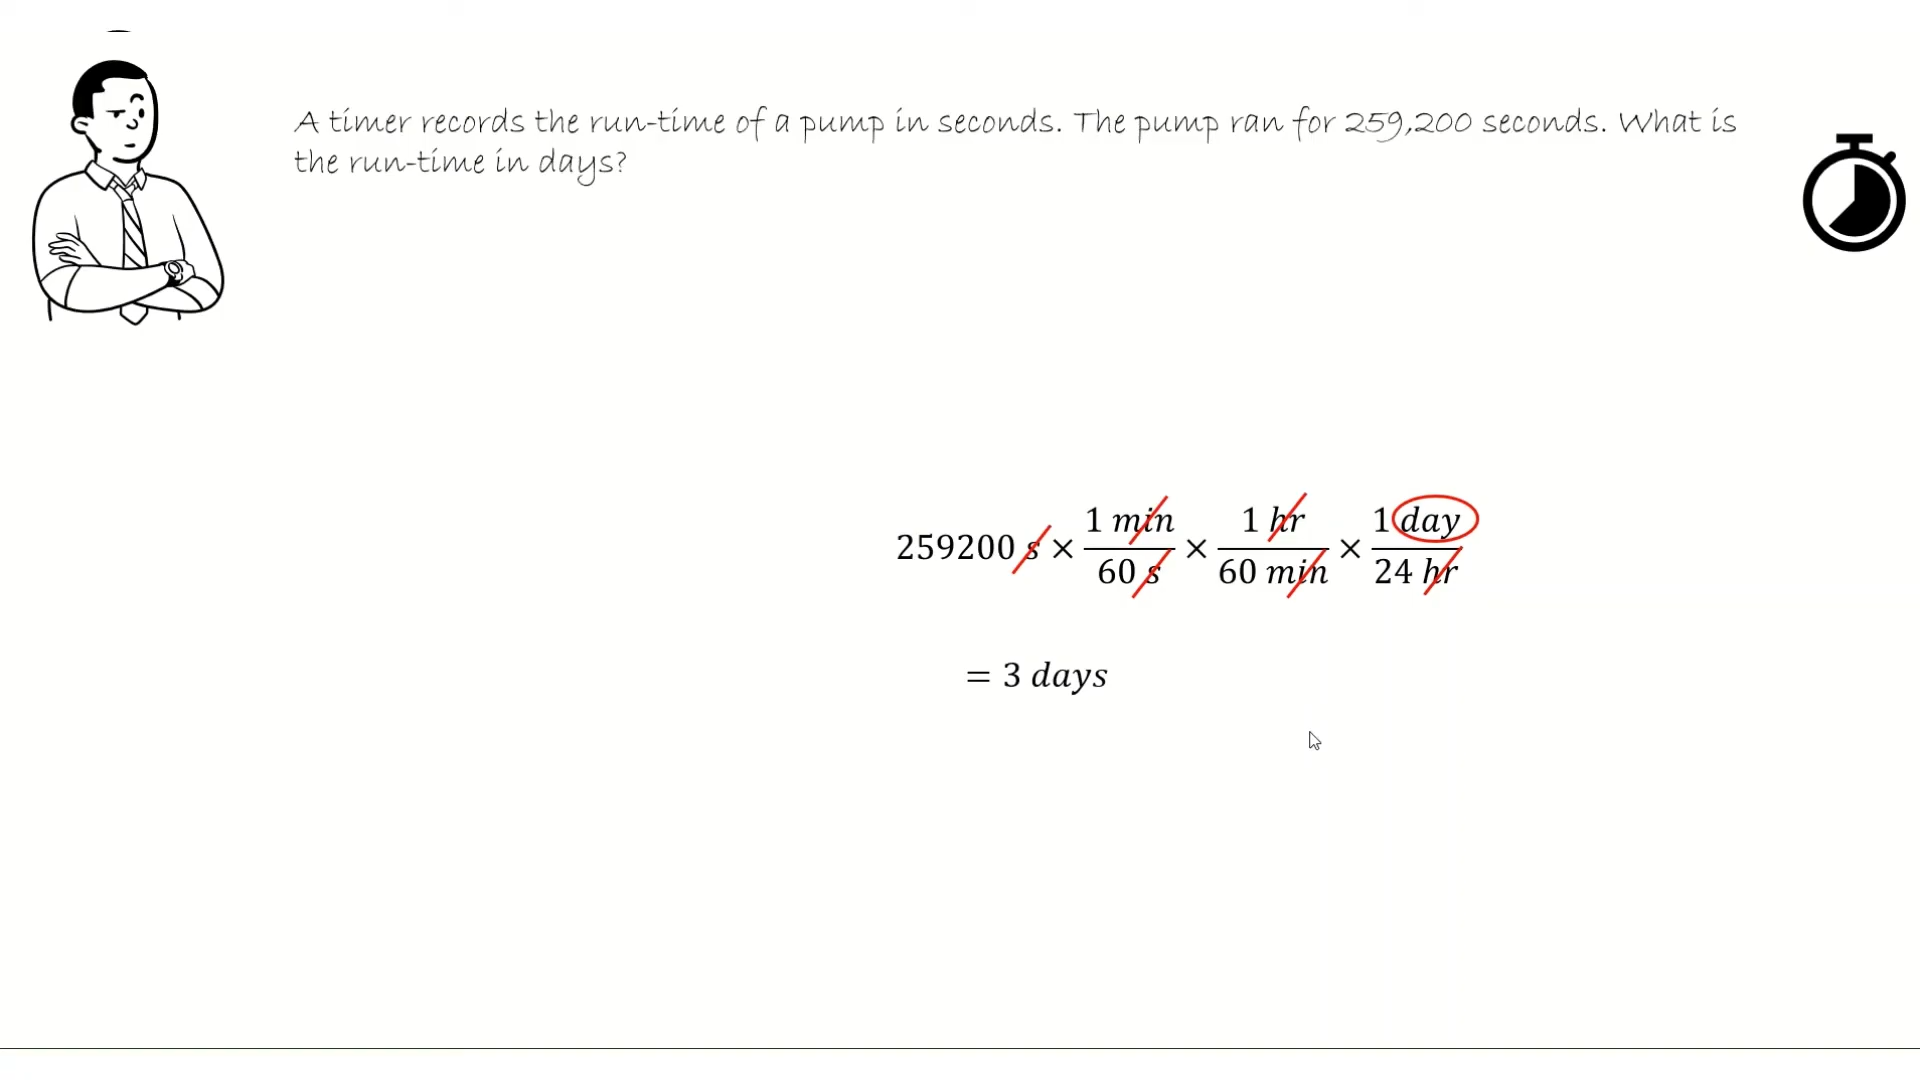 A timer records the run-time of a pump in seconds. The pump ran for 259,200 seconds. What is
the run-time in days?
259200 s × 1 min/60 s × 1 hr/60 min × 1 day/24 hr
= 3 days